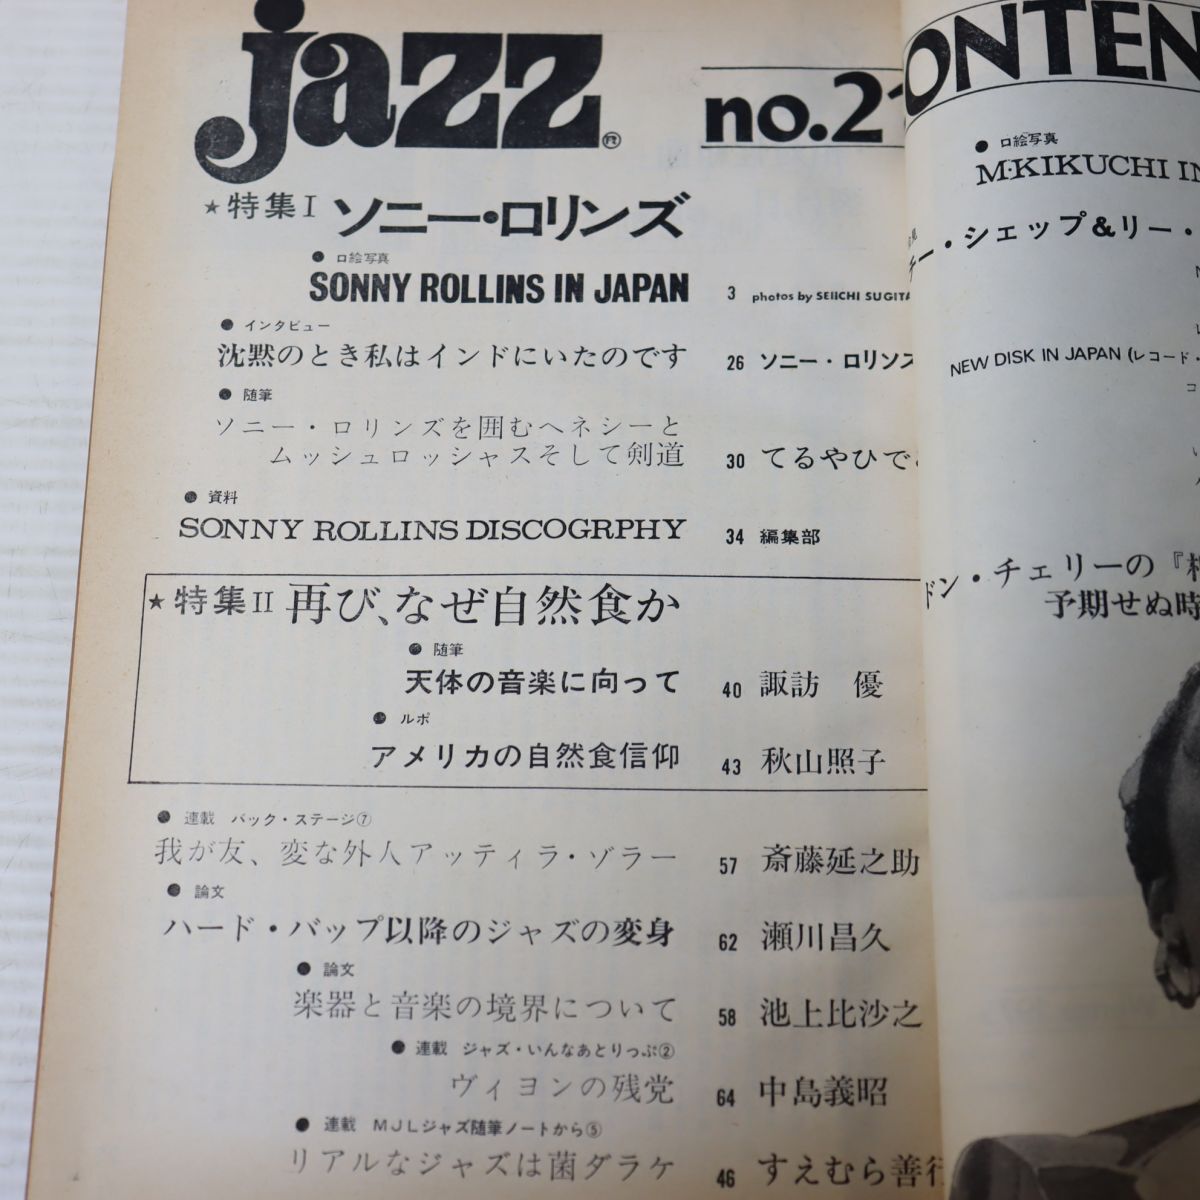 jazz®
no.2
★特集I ソニー・ロリンズ
●口絵写真
SONNY ROLLINS IN JAPAN 3 photos by SEIICHI SUGITA
●インタビュー
沈黙のとき私はインドにいたのです 26 ソニー・ロリンズ
●随筆
ソニー・ロリンズを囲むヘネシーと
ムッシュロッシャスそして剣道 30 てるやひで
●資料
SONNY ROLLINS DISCOGRPHY 34 編集部
★特集II 再び、なぜ自然食か
●随筆
天体の音楽に向って 40 諏訪 優
●ルポ
アメリカの自然食信仰 43 秋山照子
●連載 バック・ステージ⑦
我が友、変な外人アッティラ・ゾラー 57 斎藤延之助
●論文
ハード・バップ以降のジャズの変身 62 瀬川昌久
●論文
楽器と音楽の境界について 58 池上比沙之
●連載 ジャズ・いんなあとりっぷ②
ヴィヨンの残党 64 中島義昭
●連載 MJLジャズ随筆ノートから⑤
リアルなジャズは菌ダラケ 46 すえむら善行
ONTEN
●口絵写真
M・KIKUCHI IN
チー・シェップ&リー・
NEW DISK IN JAPAN (レコード・
コ
ドン・チェリーの『
予期せぬ時